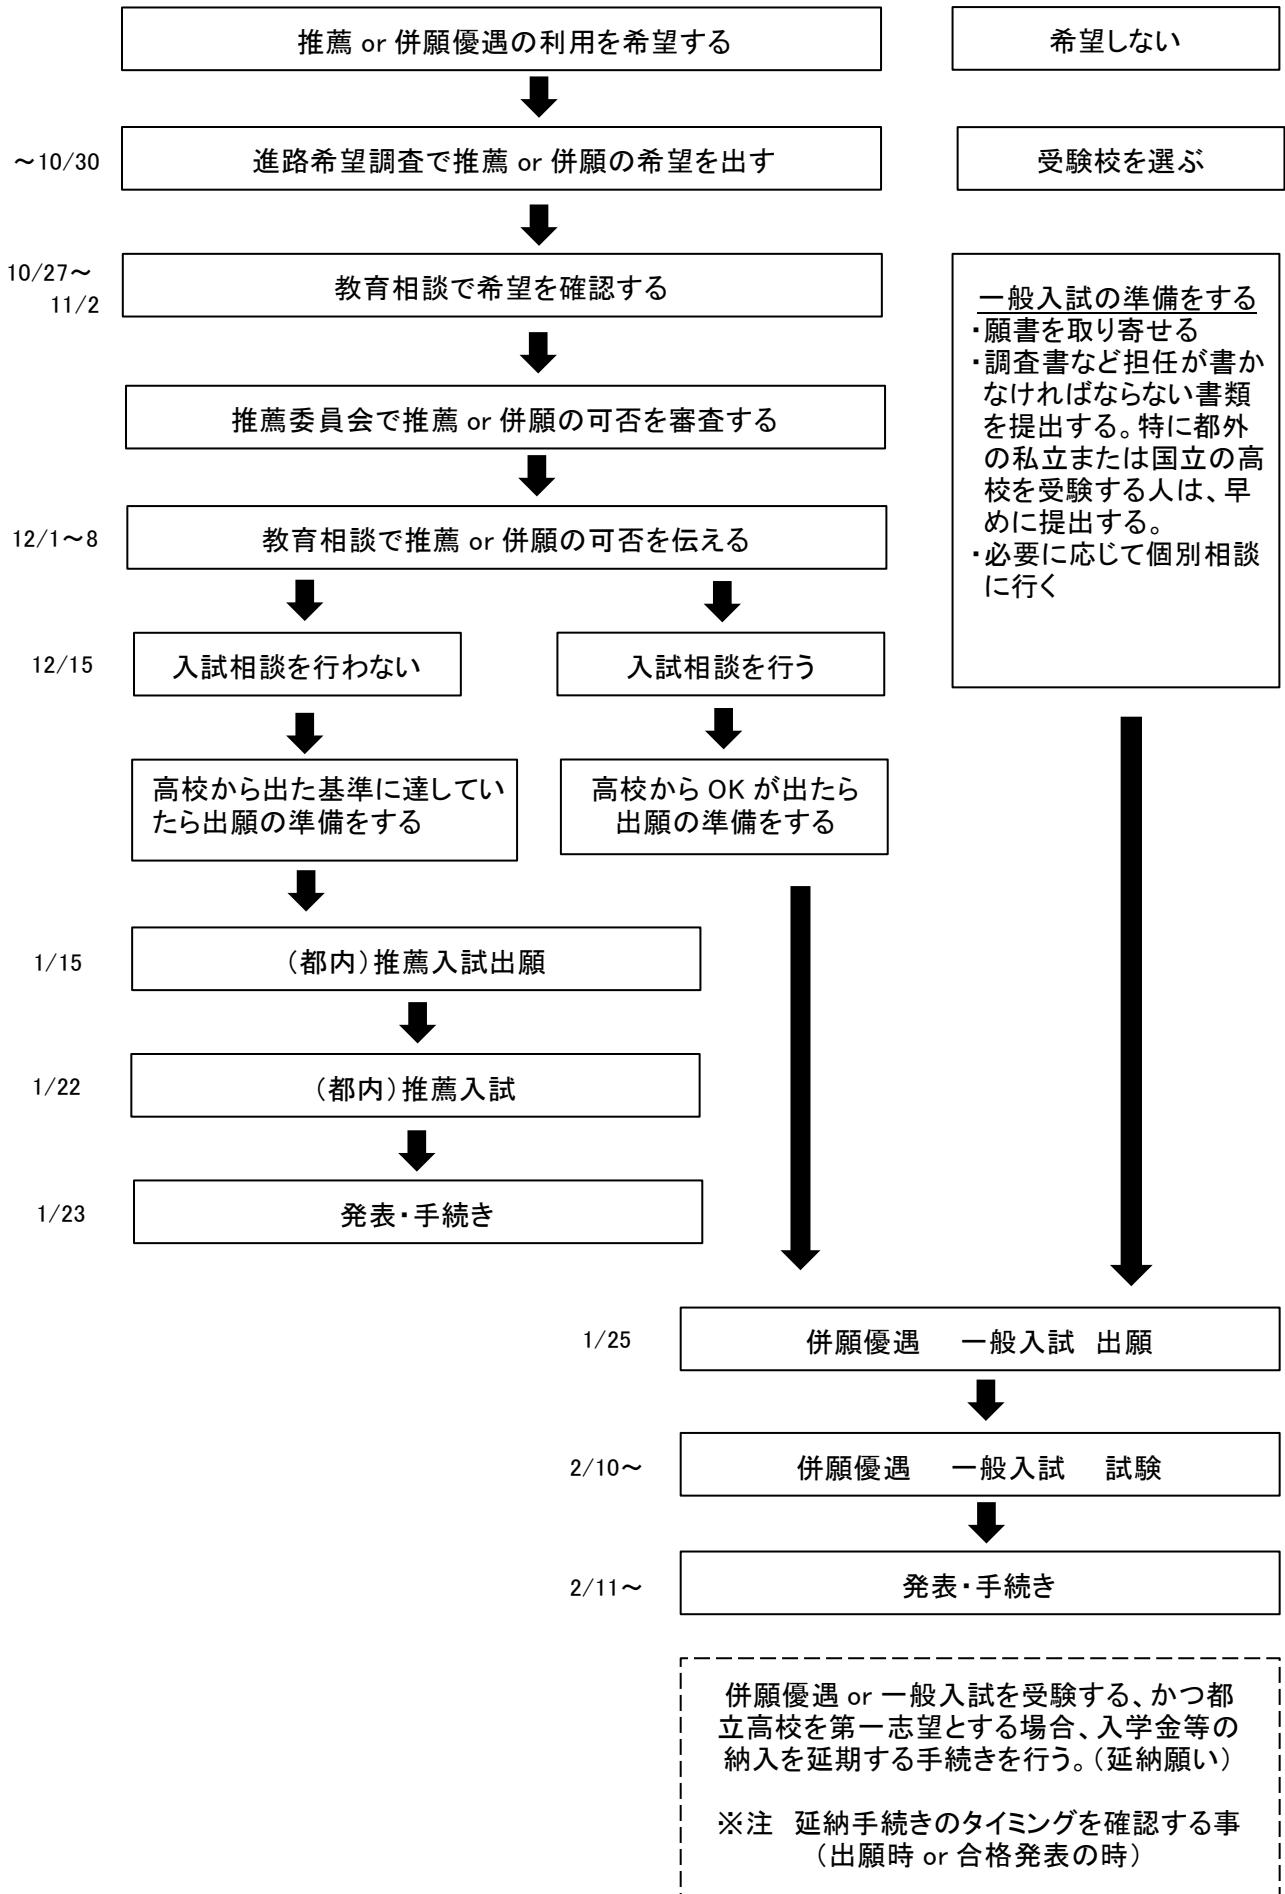 推薦 or 併願優遇の利用を希望する
希望しない
～10/30
進路希望調査で推薦 or 併願の希望を出す
受験校を選ぶ
10/27～
11/2
教育相談で希望を確認する
一般入試の準備をする
・願書を取り寄せる
・調査書など担任が書か
なければならない書類
を提出する。特に都外
の私立または国立の高
校を受験する人は、早
めに提出する。
・必要に応じて個別相談
に行く
推薦委員会で推薦 or 併願の可否を審査する
12/1～8
教育相談で推薦 or 併願の可否を伝える
12/15
入試相談を行わない
入試相談を行う
高校から出た基準に達してい
たら出願の準備をする
高校から OK が出たら
出願の準備をする
1/15
（都内）推薦入試出願
1/22
（都内）推薦入試
1/23
発表・手続き
1/25
併願優遇　一般入試　出願
2/10～
併願優遇　一般入試　試験
2/11～
発表・手続き
併願優遇 or 一般入試を受験する、かつ都
立高校を第一志望とする場合、入学金等の
納入を延期する手続きを行う。（延納願い）
※注　延納手続きのタイミングを確認する事
（出願時 or 合格発表の時）